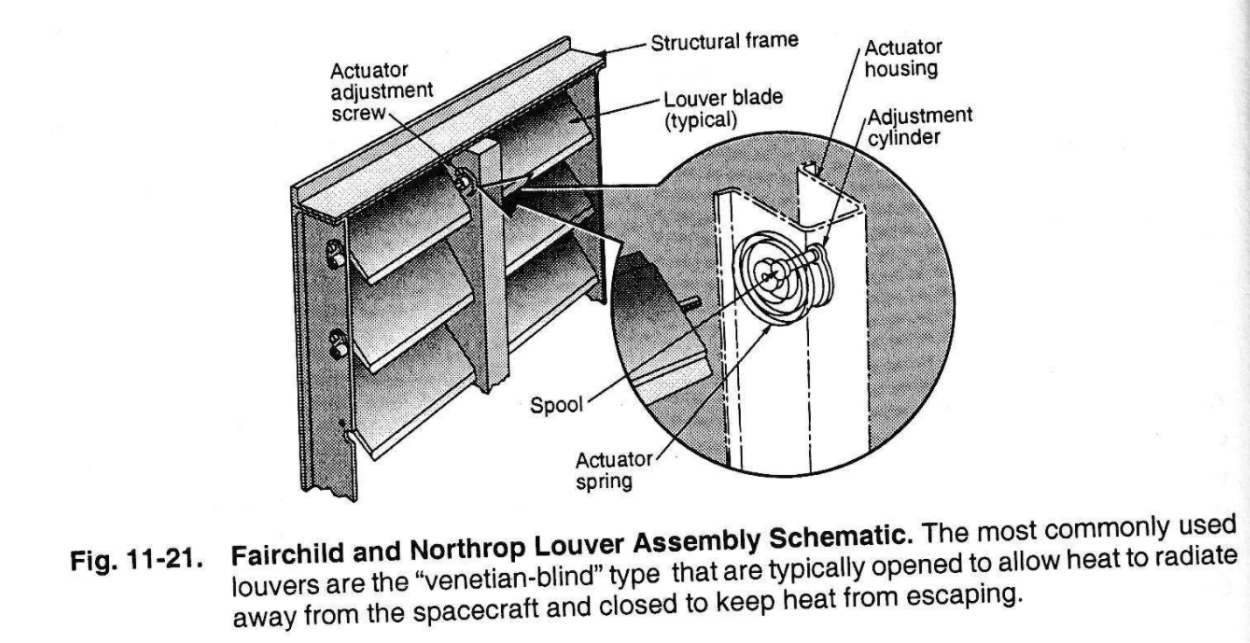 Structural frame
Actuator
housing
Actuator
adjustment
screw
Louver blade
(typical)
Adjustment
cylinder
Spool
Actuator
spring
Fig. 11-21. Fairchild and Northrop Louver Assembly Schematic. The most commonly used
louvers are the “venetian-blind” type that are typically opened to allow heat to radiate
away from the spacecraft and closed to keep heat from escaping.